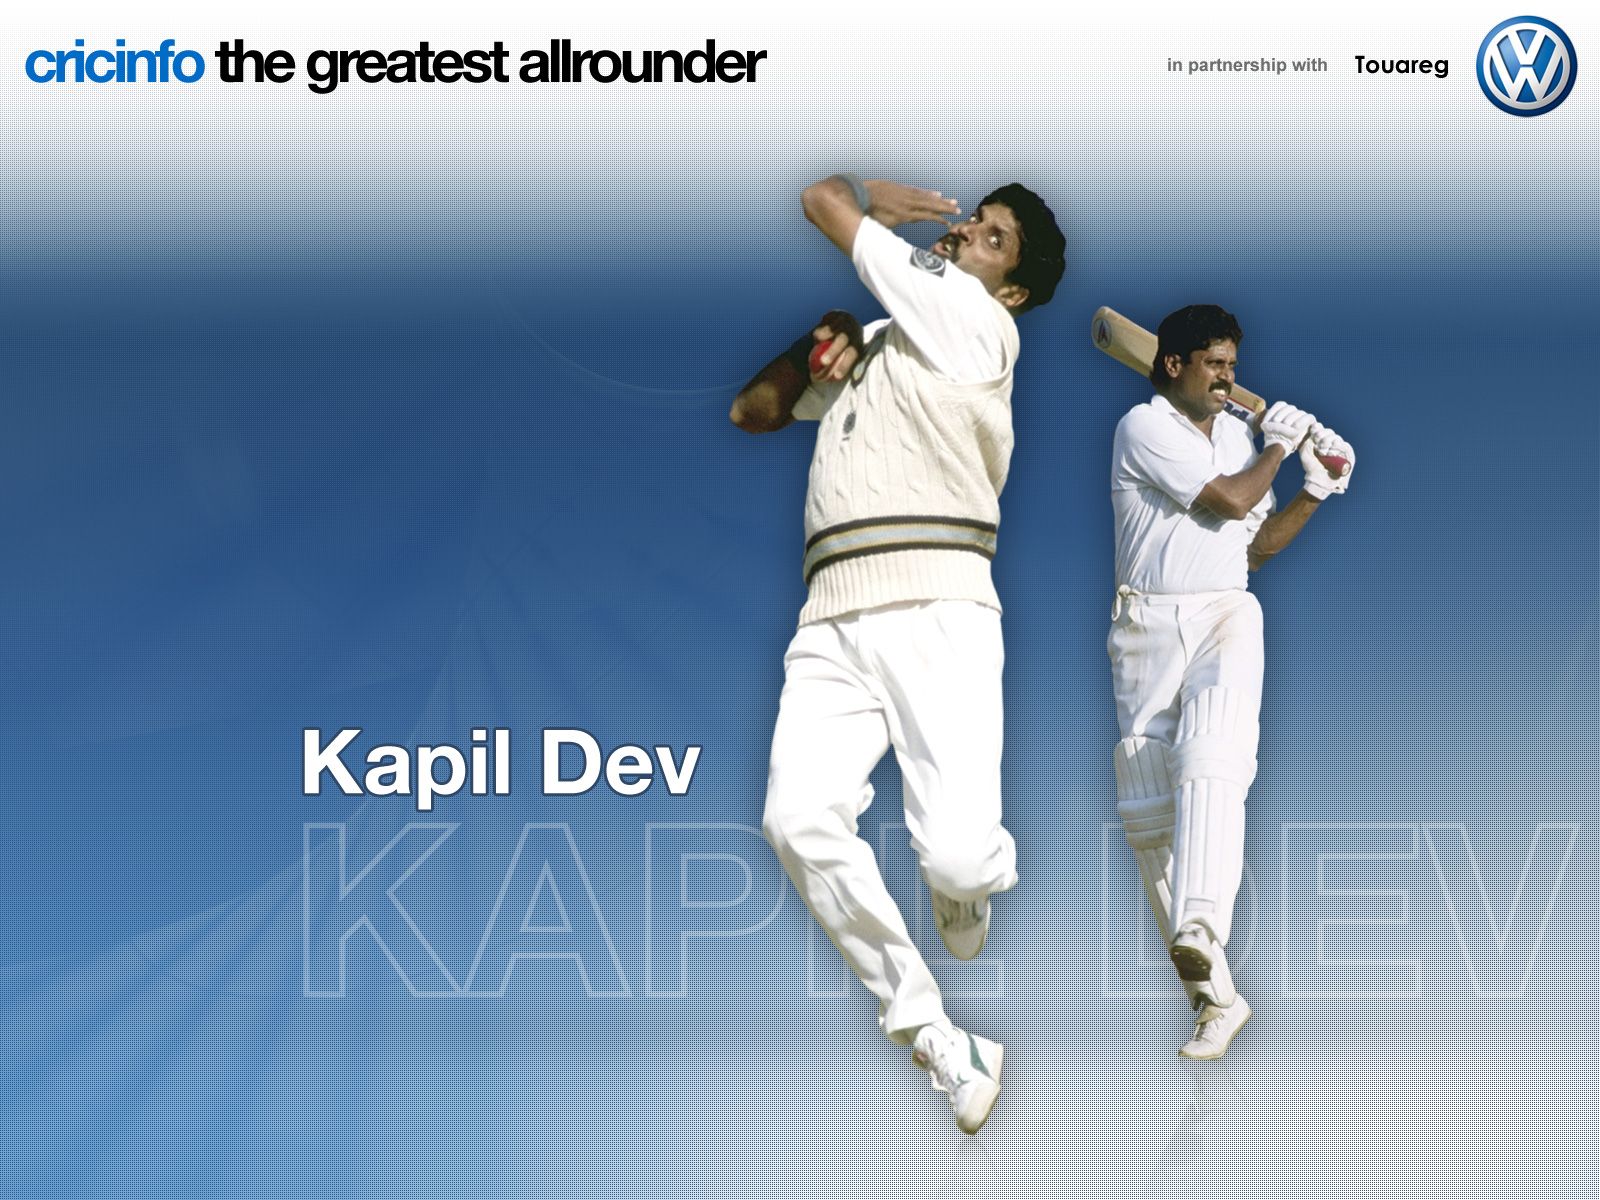 cricinfo the greatest allrounder
in partnership with Touareg
Kapil Dev
KAPIL DEV